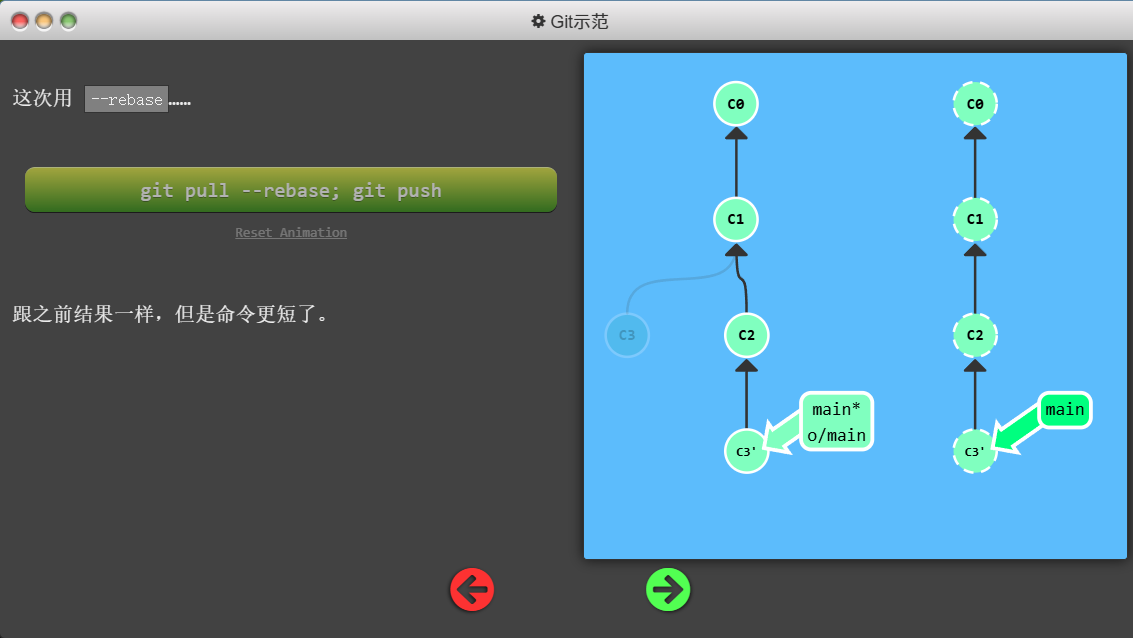 Git示范
这次用 --rebase……
git pull --rebase; git push
Reset Animation
跟之前结果一样，但是命令更短了。
C0
C1
C3
C2
C3'
main*
o/main
C0
C1
C2
C3'
main